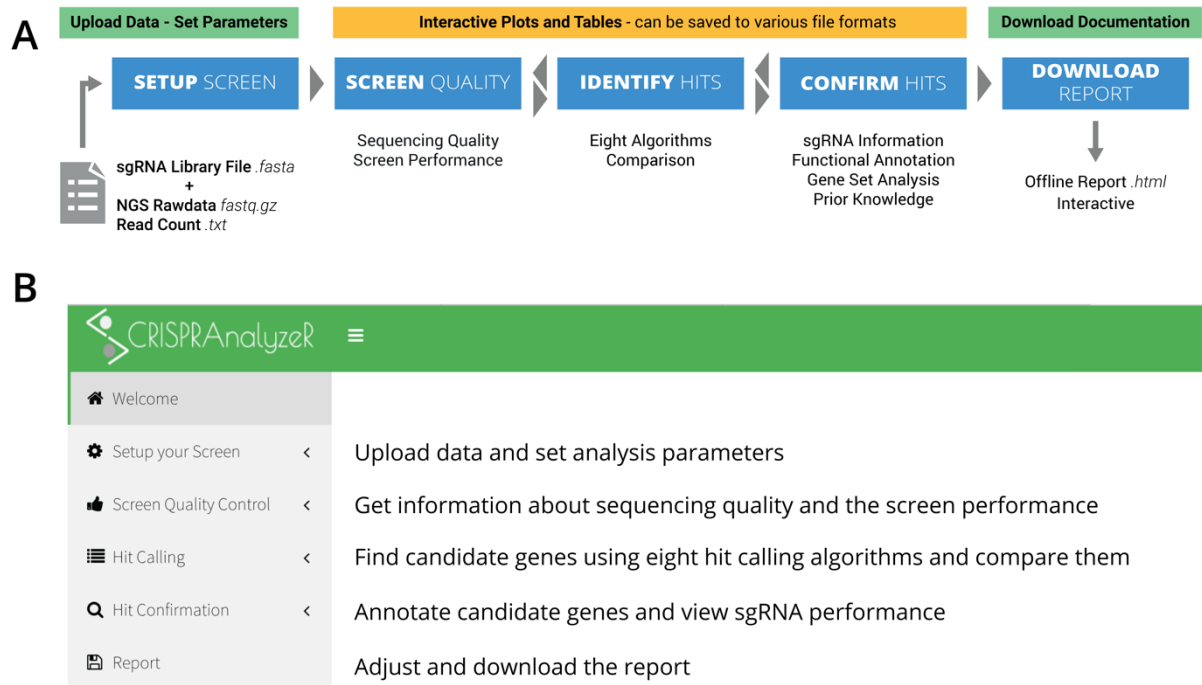 A
Upload Data - Set Parameters
Interactive Plots and Tables - can be saved to various file formats
Download Documentation
SETUP SCREEN
SCREEN QUALITY
IDENTIFY HITS
CONFIRM HITS
DOWNLOAD
REPORT
sgRNA Library File .fasta
+
NGS Rawdata fastq.gz
Read Count .txt
Sequencing Quality
Screen Performance
Eight Algorithms
Comparison
sgRNA Information
Functional Annotation
Gene Set Analysis
Prior Knowledge
Offline Report .html
Interactive
B
CRISPRAnalyzeR
Welcome
Setup your Screen
Upload data and set analysis parameters
Screen Quality Control
Get information about sequencing quality and the screen performance
Hit Calling
Find candidate genes using eight hit calling algorithms and compare them
Hit Confirmation
Annotate candidate genes and view sgRNA performance
Report
Adjust and download the report